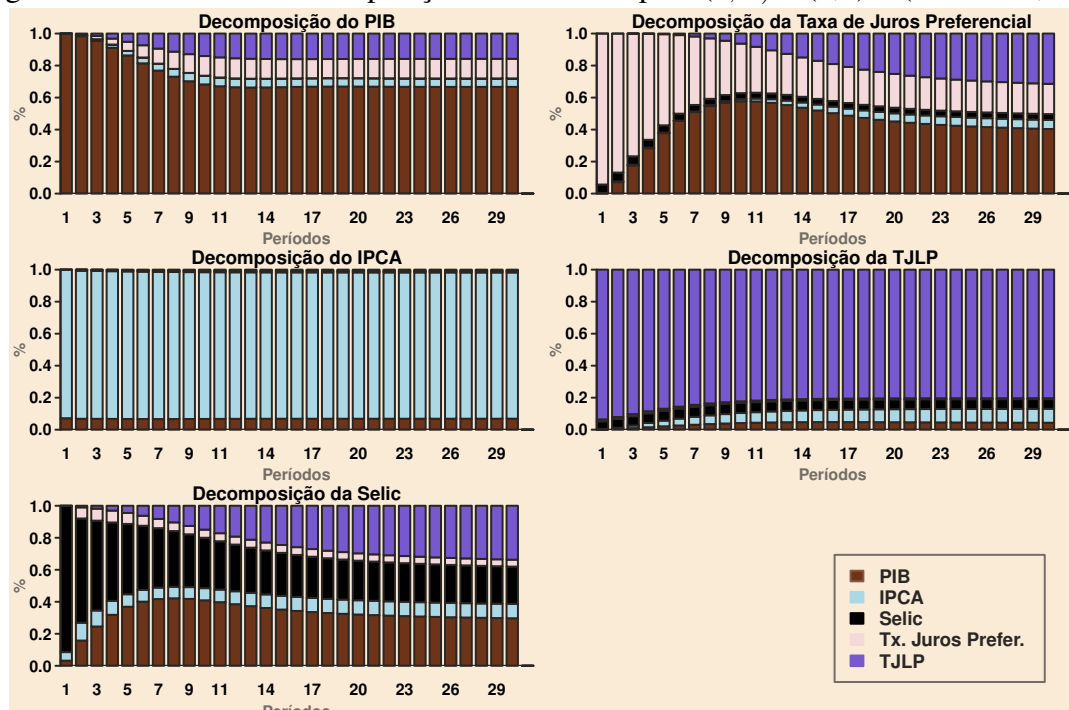 Decomposição do PIB
1.0
0.8
0.6
0.4
0.2
0.0
%
1 3 5 7 9 11 14 17 20 23 26 29
Períodos
Decomposição da Taxa de Juros Preferencial
1.0
0.8
0.6
0.4
0.2
0.0
%
1 3 5 7 9 11 14 17 20 23 26 29
Períodos
Decomposição do IPCA
1.0
0.8
0.6
0.4
0.2
0.0
%
1 3 5 7 9 11 14 17 20 23 26 29
Períodos
Decomposição da TJLP
1.0
0.8
0.6
0.4
0.2
0.0
%
1 3 5 7 9 11 14 17 20 23 26 29
Períodos
Decomposição da Selic
1.0
0.8
0.6
0.4
0.2
0.0
%
1 3 5 7 9 11 14 17 20 23 26 29
Períodos
PIB
IPCA
Selic
Tx. Juros Prefer.
TJLP